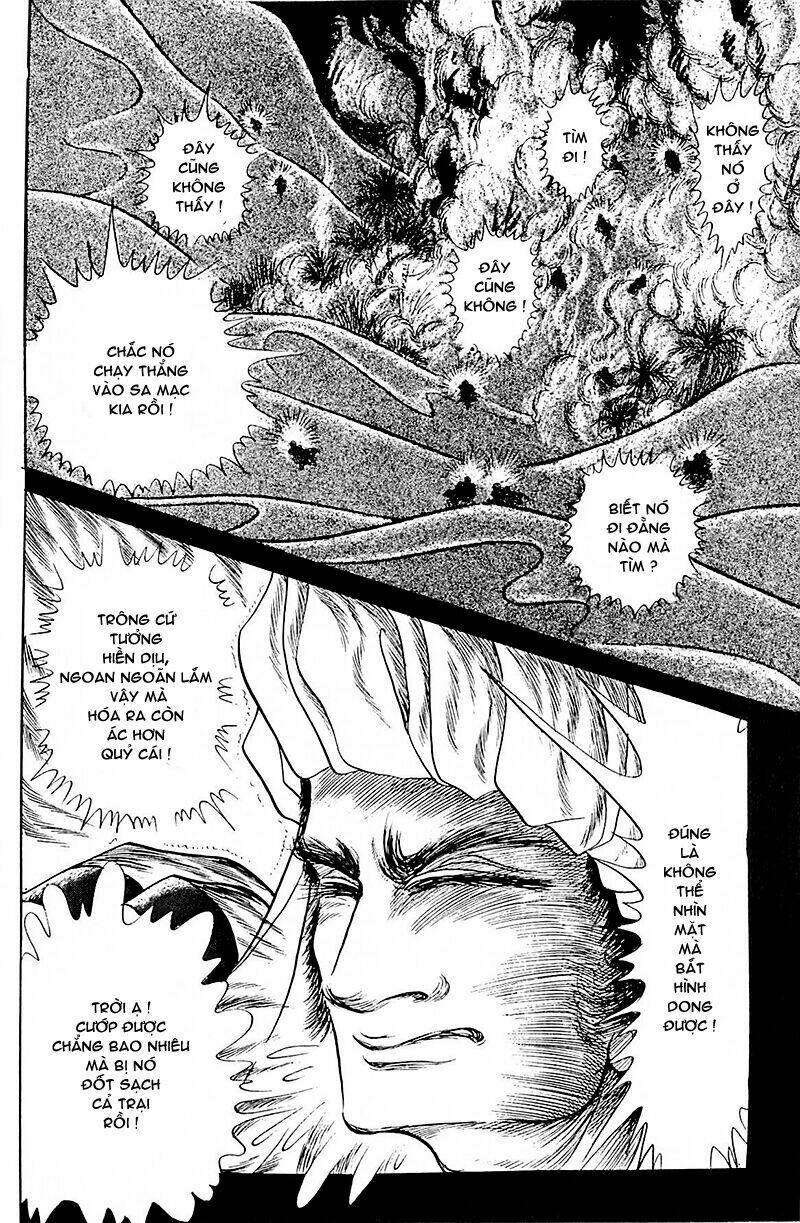 KHÔNG
THẤY
NÓ
Ở
ĐÂY !
TÌM
ĐI !
ĐÂY
CŨNG
KHÔNG !
ĐÂY
CŨNG
KHÔNG
THẤY !
CHẮC NÓ
CHẠY THẲNG
VÀO SA MẠC
KIA RỒI !
BIẾT NÓ
ĐI ĐẰNG
NÀO MÀ
TÌM ?
TRÔNG CỨ
TƯỞNG
HIỀN DỊU,
NGOAN NGOÃN LẮM
VẬY MÀ
HÓA RA CÒN
ÁC HƠN
QUỶ CÁI !
ĐÚNG
LÀ
KHÔNG
THỂ
NHÌN
MẶT
MÀ
BẮT
HÌNH
DONG
ĐƯỢC !
TRỜI Ạ !
CƯỚP ĐƯỢC
CHẲNG BAO NHIÊU
MÀ BỊ NÓ
ĐỐT SẠCH
CẢ TRẠI
RỒI !